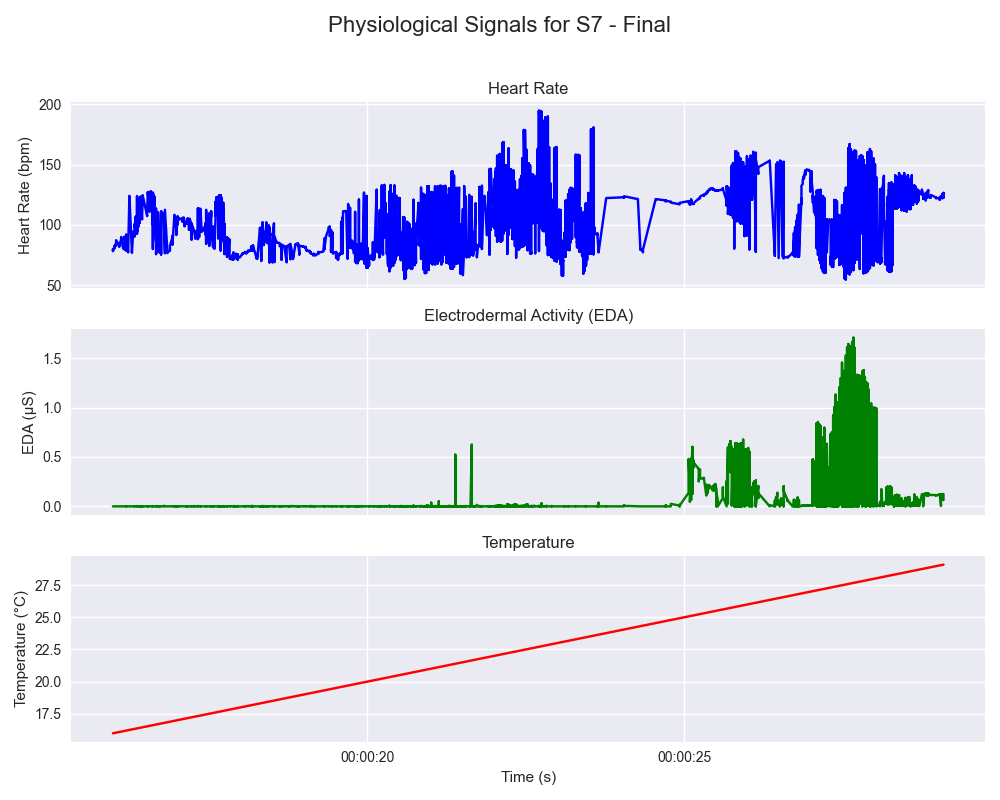 Physiological Signals for S7 - Final
Heart Rate
200
150
100
50
Heart Rate (bpm)
Electrodermal Activity (EDA)
1.5
1.0
0.5
0.0
EDA (µS)
Temperature
27.5
25.0
22.5
20.0
17.5
Temperature (°C)
00:00:20 00:00:25
Time (s)